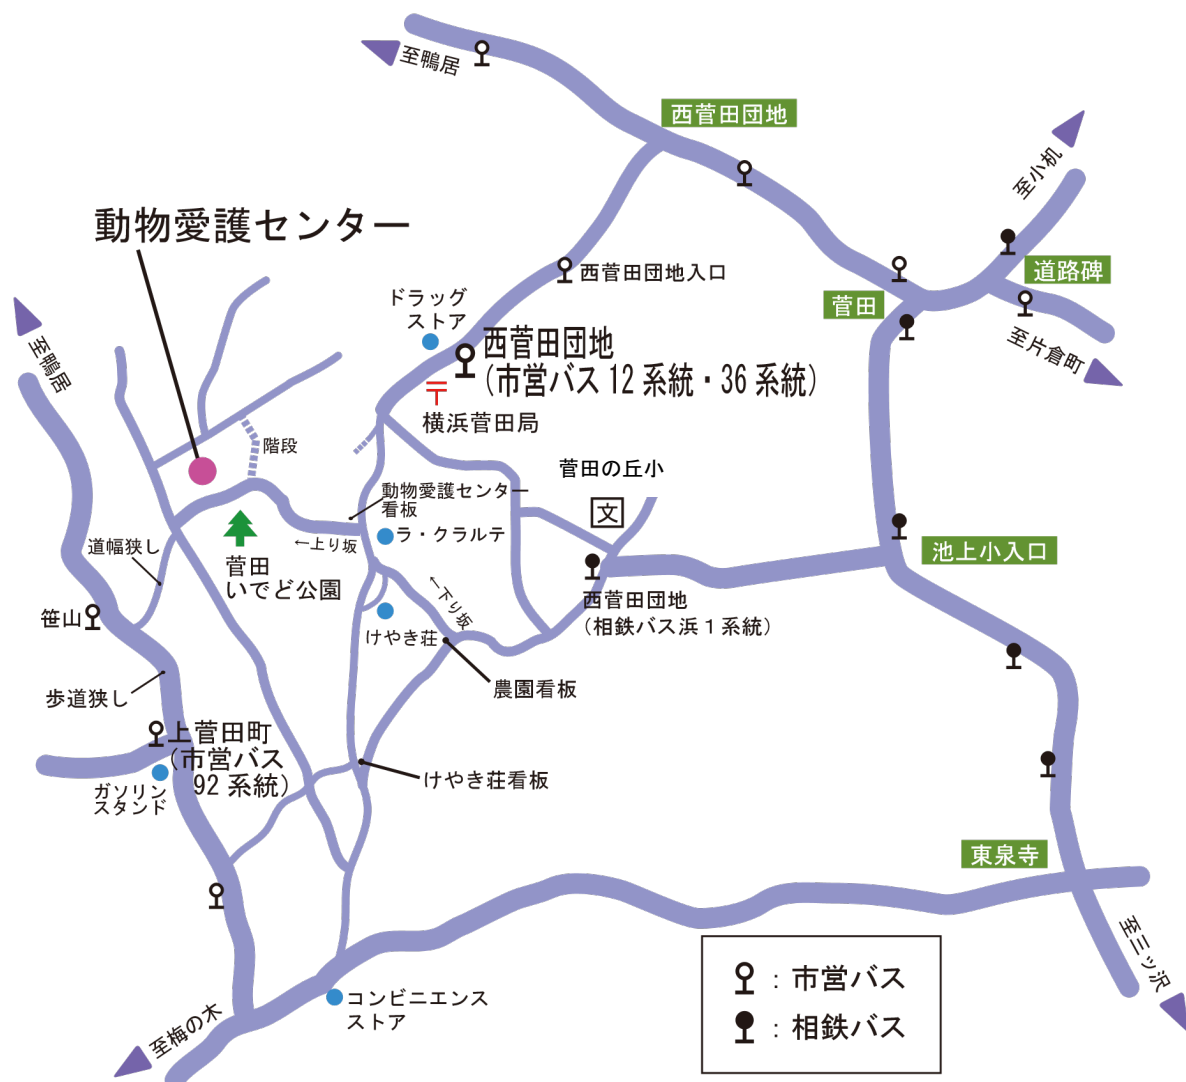 至鴨居
西菅田団地
至小机
動物愛護センター
道路碑
西菅田団地入口
菅田
ドラッグ
ストア
至片倉町
西菅田団地
(市営バス12系統・36系統)
至鴨居
横浜菅田局
階段
菅田の丘小
文
動物愛護センター
看板
ラ・クラルテ
←上り坂
道幅狭し
池上小入口
菅田
いでど公園
←下り坂
西菅田団地
(相鉄バス浜1系統)
笹山
けやき荘
農園看板
歩道狭し
上菅田町
(市営バス
92系統)
けやき荘看板
ガソリン
スタンド
東泉寺
至三ッ沢
コンビニエンス
ストア
至梅の木
:市営バス
:相鉄バス